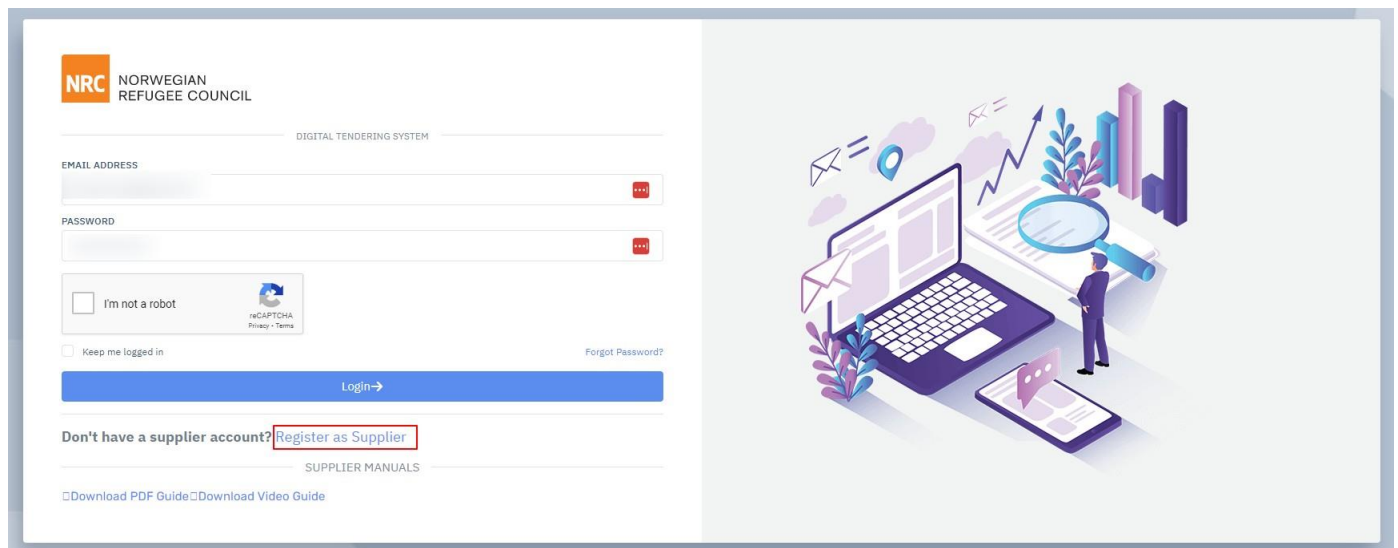 NRC
NORWEGIAN
REFUGEE COUNCIL
DIGITAL TENDERING SYSTEM
EMAIL ADDRESS
PASSWORD
I'm not a robot
reCAPTCHA
Privacy - Terms
Keep me logged in
Forgot Password?
Login→
Don't have a supplier account? Register as Supplier
SUPPLIER MANUALS
Download PDF Guide Download Video Guide